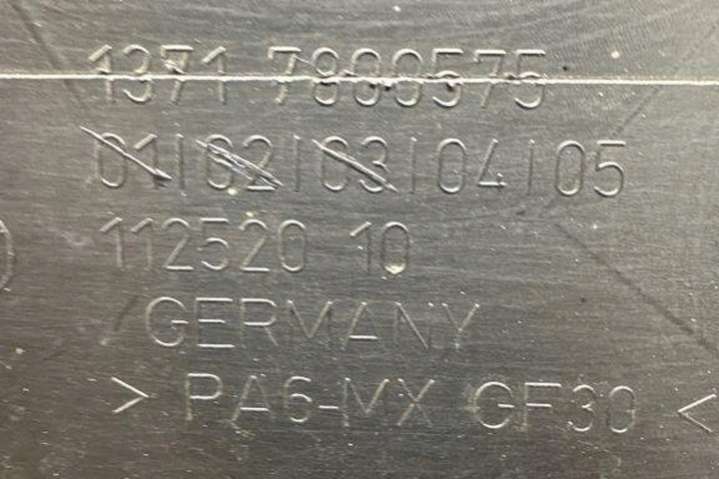 1371 7800575
01|02|03|04|05
112520 10
GERMANY
> PA6-MX GF30 <